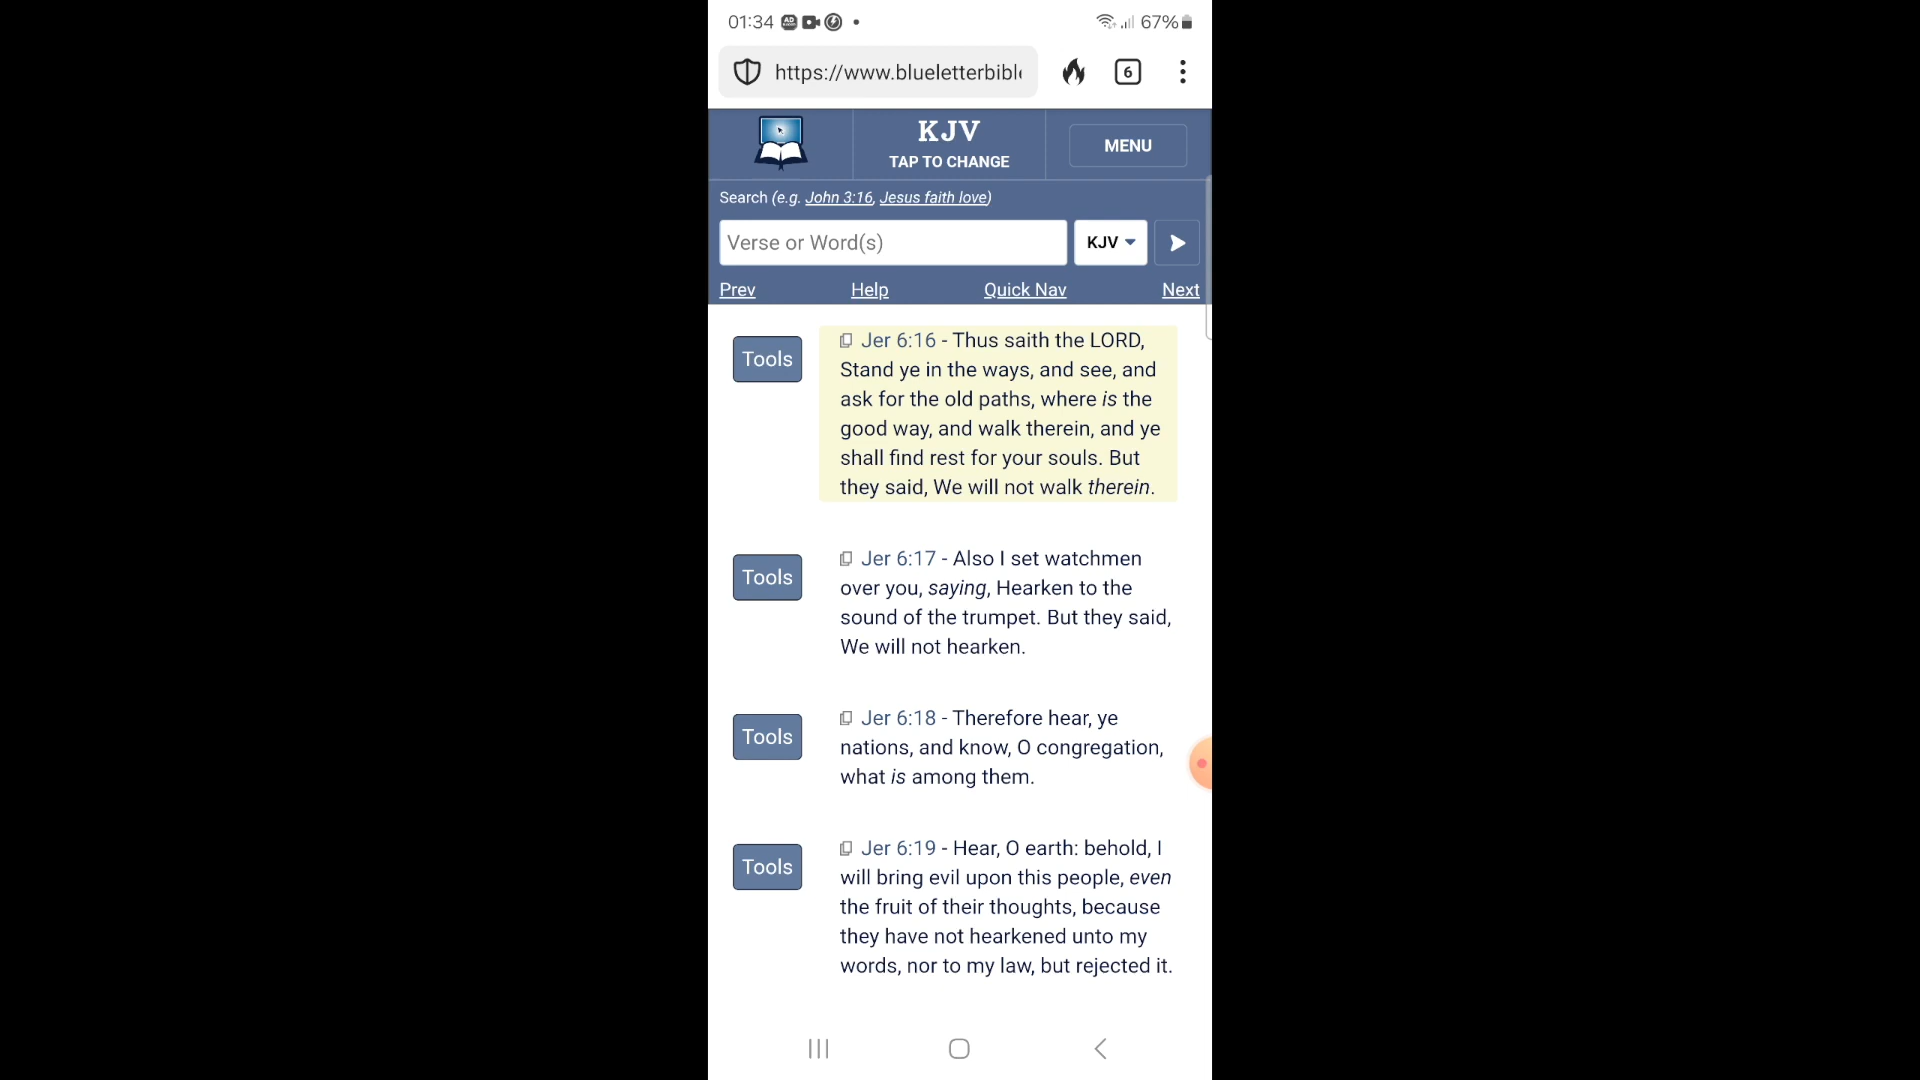 01:34
67%
https://www.blueletterbibl
6
KJV
TAP TO CHANGE
MENU
Search (e.g. John 3:16, Jesus faith love)
Verse or Word(s)
KJV
Prev Help Quick Nav Next
Tools
Jer 6:16 - Thus saith the LORD,
Stand ye in the ways, and see, and
ask for the old paths, where is the
good way, and walk therein, and ye
shall find rest for your souls. But
they said, We will not walk therein.
Tools
Jer 6:17 - Also I set watchmen
over you, saying, Hearken to the
sound of the trumpet. But they said,
We will not hearken.
Tools
Jer 6:18 - Therefore hear, ye
nations, and know, O congregation,
what is among them.
Tools
Jer 6:19 - Hear, O earth: behold, I
will bring evil upon this people, even
the fruit of their thoughts, because
they have not hearkened unto my
words, nor to my law, but rejected it.